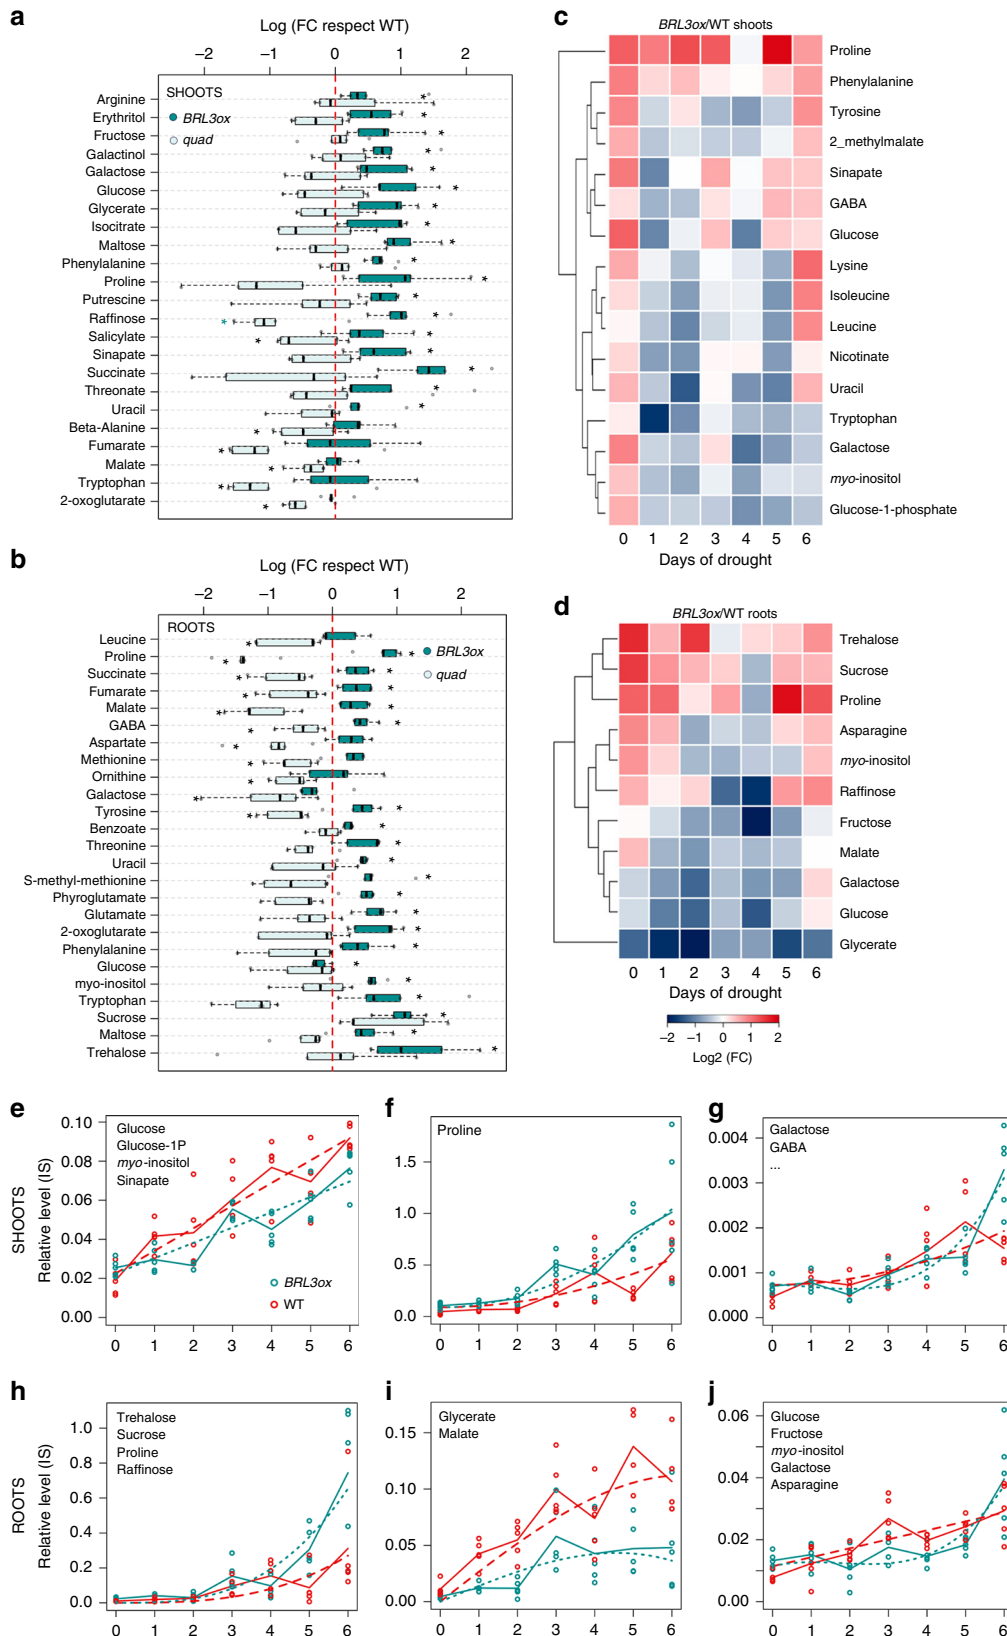 a
Log (FC respect WT)
−2 −1 0 1 2
SHOOTS
BRL3ox
quad
Arginine
Erythritol
Fructose
Galactinol
Galactose
Glucose
Glycerate
Isocitrate
Maltose
Phenylalanine
Proline
Putrescine
Raffinose
Salicylate
Sinapate
Succinate
Threonate
Uracil
Beta-Alanine
Fumarate
Malate
Tryptophan
2-oxoglutarate
b
Log (FC respect WT)
−2 −1 0 1 2
ROOTS
BRL3ox
quad
Leucine
Proline
Succinate
Fumarate
Malate
GABA
Aspartate
Methionine
Ornithine
Galactose
Tyrosine
Benzoate
Threonine
Uracil
S-methyl-methionine
Phyroglutamate
Glutamate
2-oxoglutarate
Phenylalanine
Glucose
myo-inositol
Tryptophan
Sucrose
Maltose
Trehalose
c
BRL3ox/WT shoots
Proline
Phenylalanine
Tyrosine
2_methylmalate
Sinapate
GABA
Glucose
Lysine
Isoleucine
Leucine
Nicotinate
Uracil
Tryptophan
Galactose
myo-inositol
Glucose-1-phosphate
0 1 2 3 4 5 6
Days of drought
d
BRL3ox/WT roots
Trehalose
Sucrose
Proline
Asparagine
myo-inositol
Raffinose
Fructose
Malate
Galactose
Glucose
Glycerate
0 1 2 3 4 5 6
Days of drought
−2 −1 0 1 2
Log2 (FC)
e
SHOOTS
Relative level (IS)
0.10
0.08
0.06
0.04
0.02
0.00
Glucose
Glucose-1P
myo-inositol
Sinapate
BRL3ox
WT
0 1 2 3 4 5 6
f
Proline
1.5
1.0
0.5
0.0
0 1 2 3 4 5 6
g
Galactose
GABA
...
0.004
0.003
0.002
0.001
0.000
0 1 2 3 4 5 6
h
ROOTS
Relative level (IS)
1.0
0.8
0.6
0.4
0.2
0.0
Trehalose
Sucrose
Proline
Raffinose
0 1 2 3 4 5 6
i
Glycerate
Malate
0.15
0.10
0.05
0.00
0 1 2 3 4 5 6
j
Glucose
Fructose
myo-inositol
Galactose
Asparagine
0.06
0.04
0.02
0.00
0 1 2 3 4 5 6